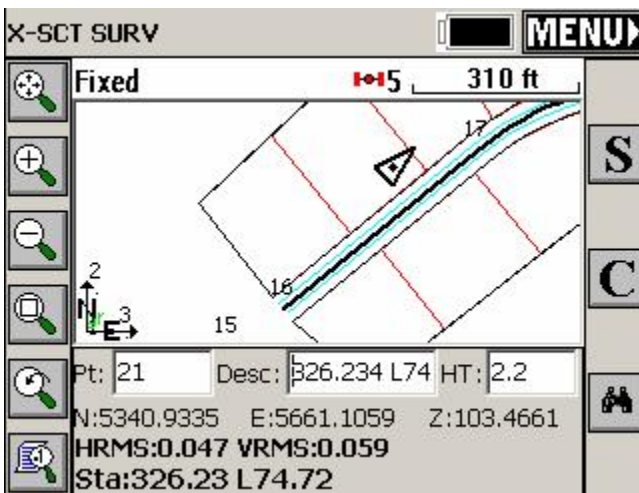 X-SCT SURV
MENU
Fixed 5 310 ft
17
S
16
C
2
N
E 3
15
Pt: 21 Desc: 326.234 L74 HT: 2.2
N:5340.9335 E:5661.1059 Z:103.4661
HRMS:0.047 VRMS:0.059
Sta:326.23 L74.72